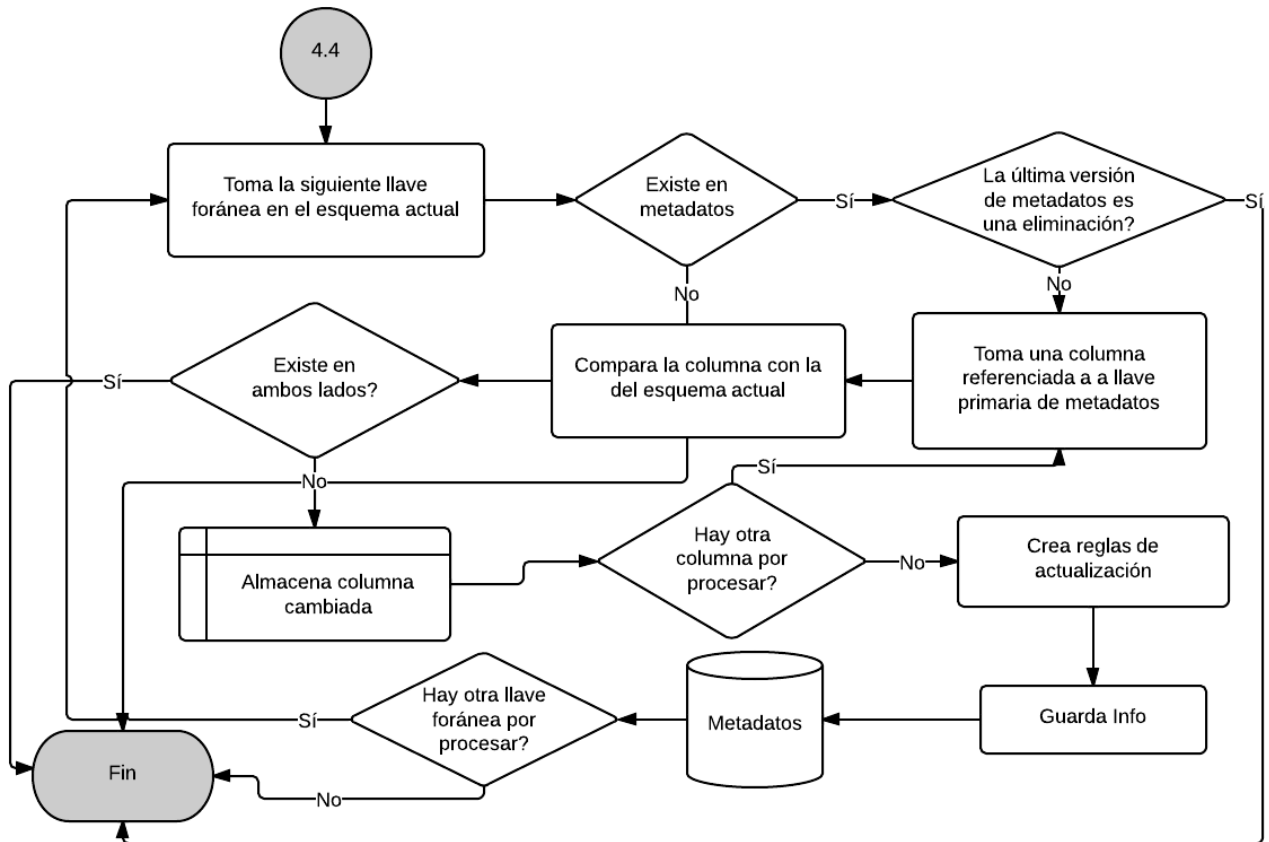 4.4
Toma la siguiente llave
foránea en el esquema actual
Existe en
metadatos
Sí
La última versión
de metadatos es
una eliminación?
Sí
No
No
Existe en
ambos lados?
Sí
Compara la columna con la
del esquema actual
Toma una columna
referenciada a a llave
primaria de metadatos
No
Sí
Almacena columna
cambiada
Hay otra
columna por
procesar?
No
Crea reglas de
actualización
Hay otra llave
foránea por
procesar?
Sí
Metadatos
Guarda Info
Fin
No